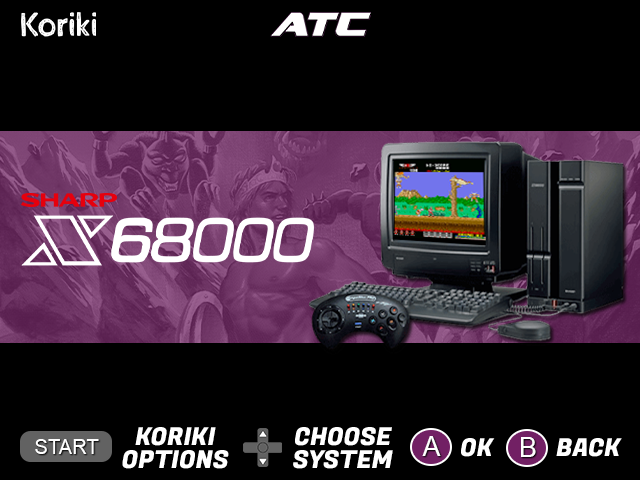 Koriki
ATC
SHARP
X68000
START
KORIKI
OPTIONS
CHOOSE
SYSTEM
A
OK
B
BACK